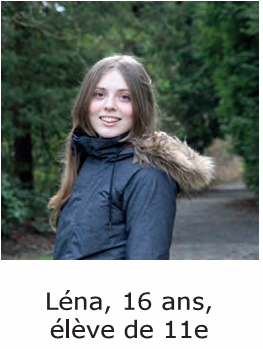 Léna, 16 ans,
élève de 11e